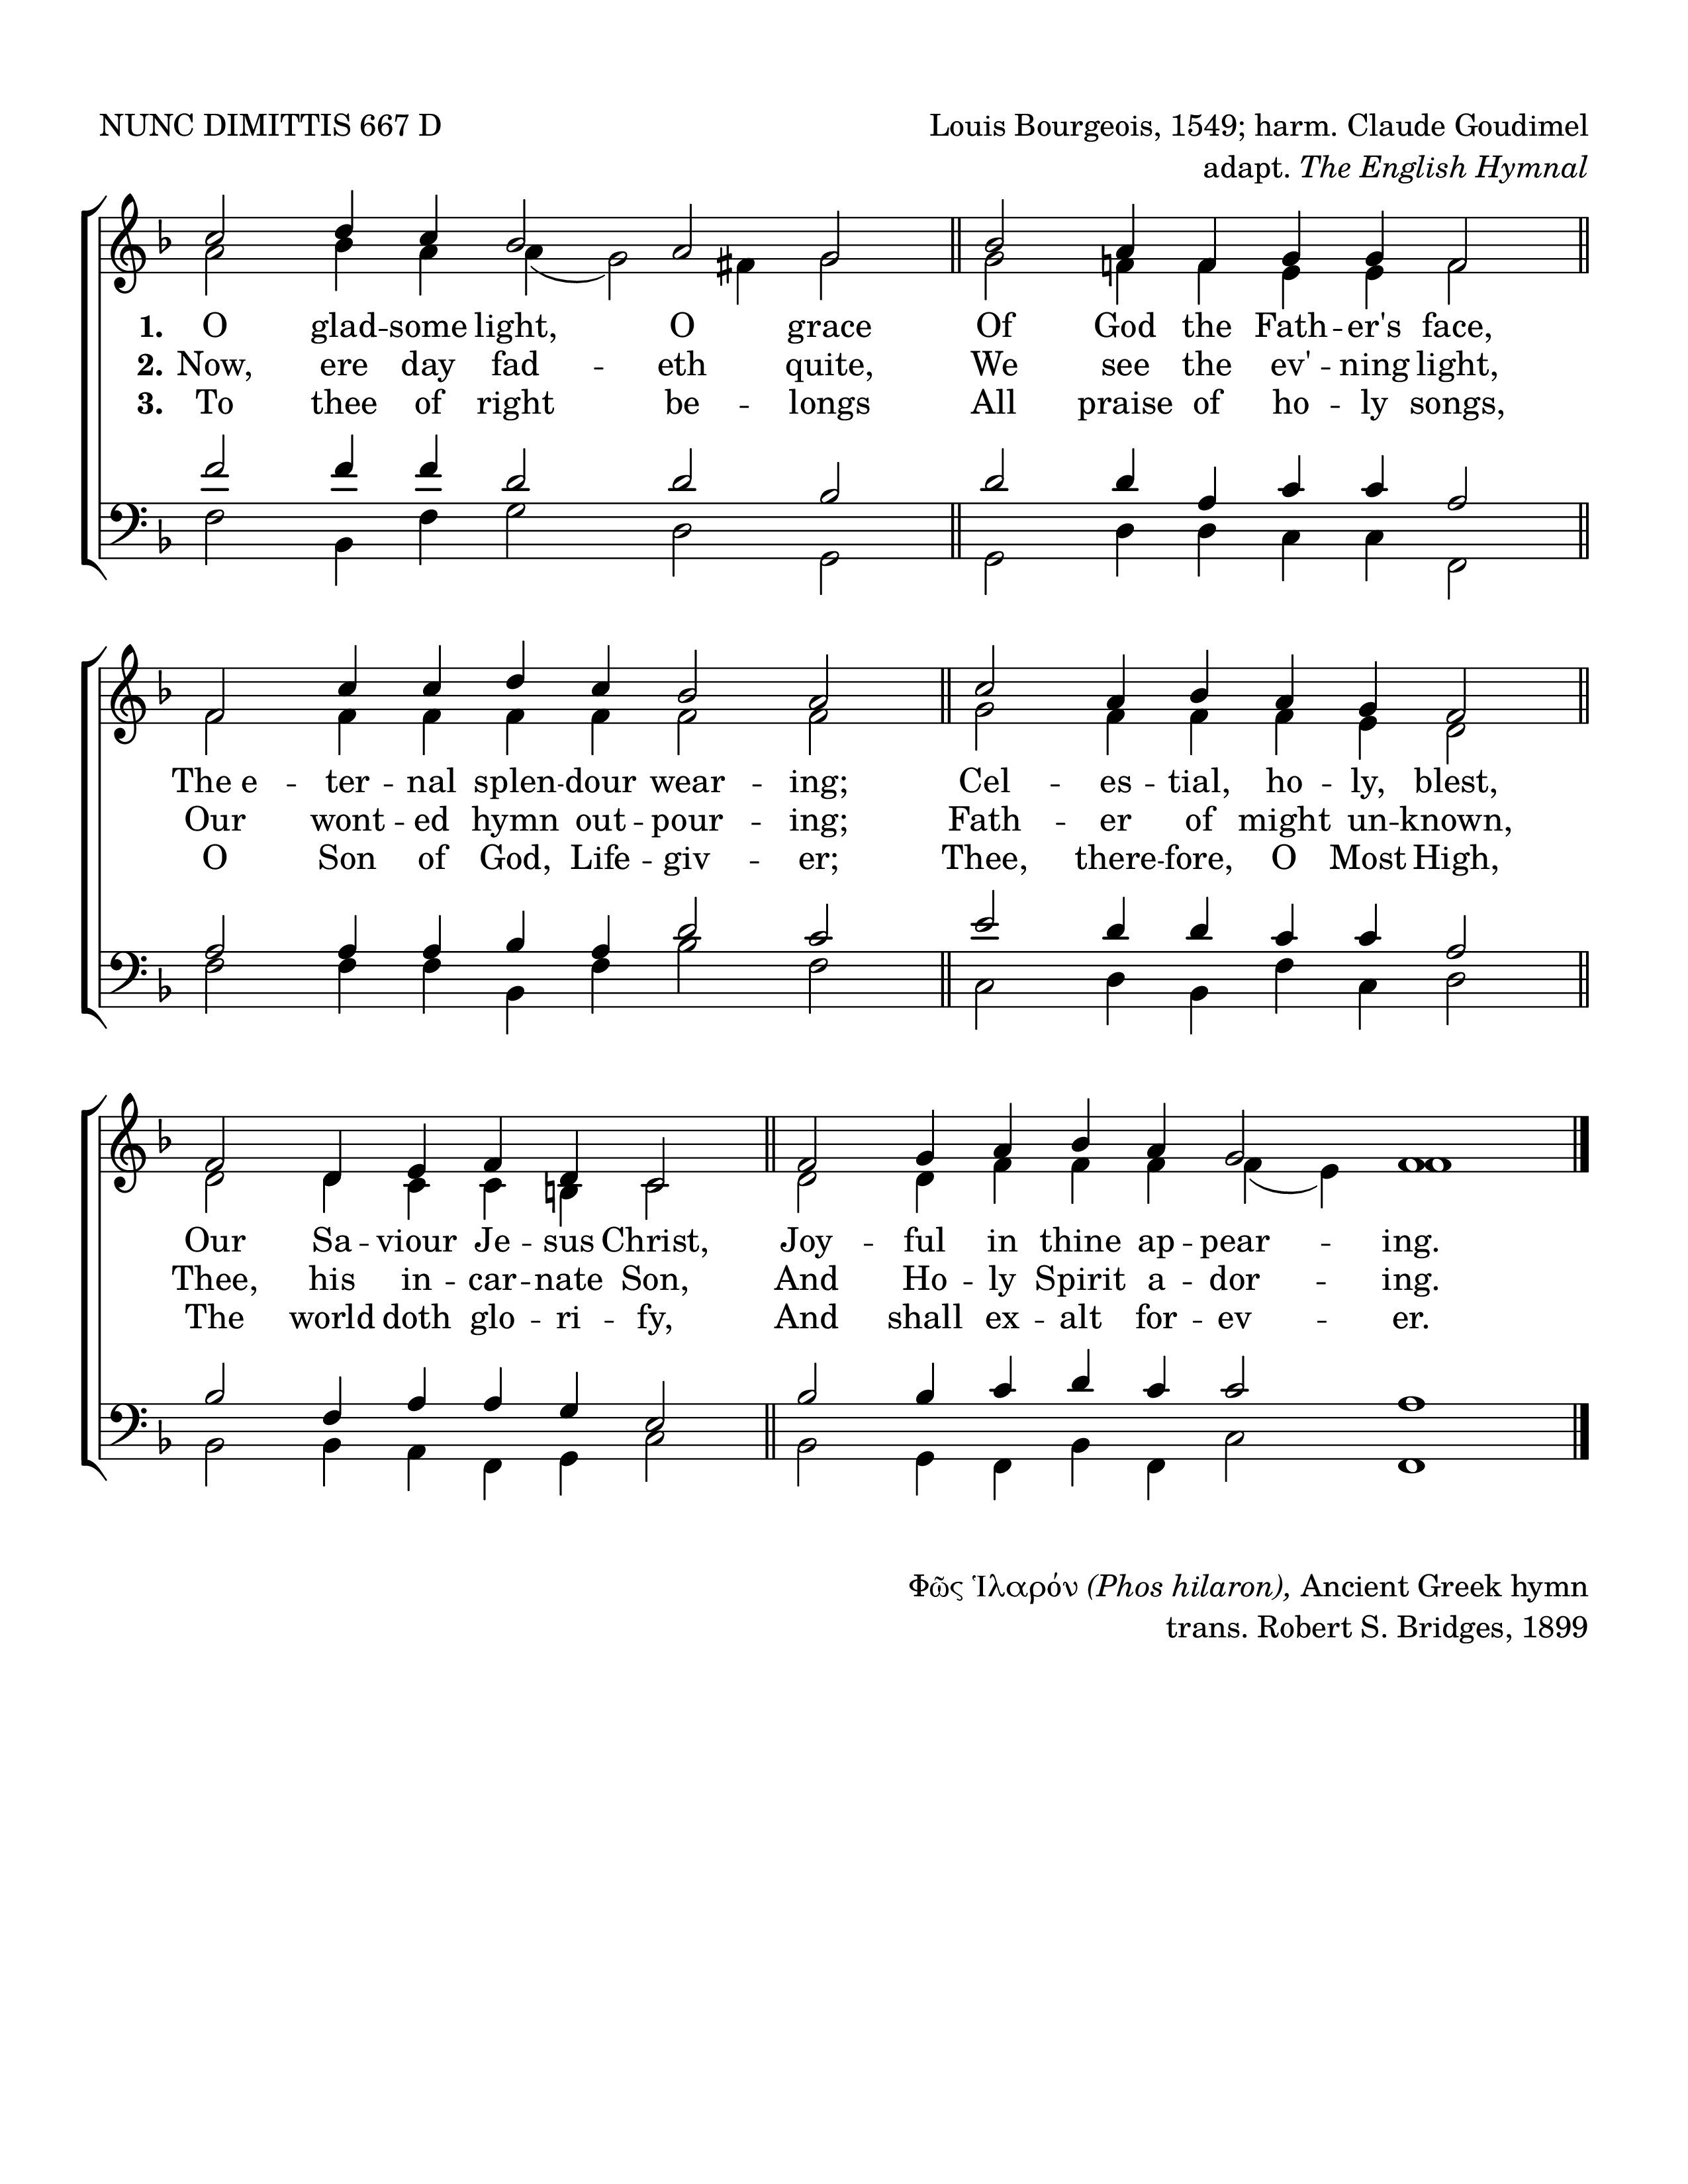 NUNC DIMITTIS 667 D
Louis Bourgeois, 1549; harm. Claude Goudimel
adapt. The English Hymnal
1. O glad -- some light, O grace Of God the Fath -- er's face,
2. Now, ere day fad -- eth quite, We see the ev' -- ning light,
3. To thee of right be -- longs All praise of ho -- ly songs,
The e -- ter -- nal splen -- dour wear -- ing; Cel -- es -- tial, ho -- ly, blest,
Our wont -- ed hymn out -- pour -- ing; Fath -- er of might un -- known,
O Son of God, Life -- giv -- er; Thee, there -- fore, O Most High,
Our Sa -- viour Je -- sus Christ, Joy -- ful in thine ap -- pear -- ing.
Thee, his in -- car -- nate Son, And Ho -- ly Spirit a -- dor -- ing.
The world doth glo -- ri -- fy, And shall ex -- alt for -- ev -- er.
Φῶς Ἱλαρόν (Phos hilaron), Ancient Greek hymn
trans. Robert S. Bridges, 1899